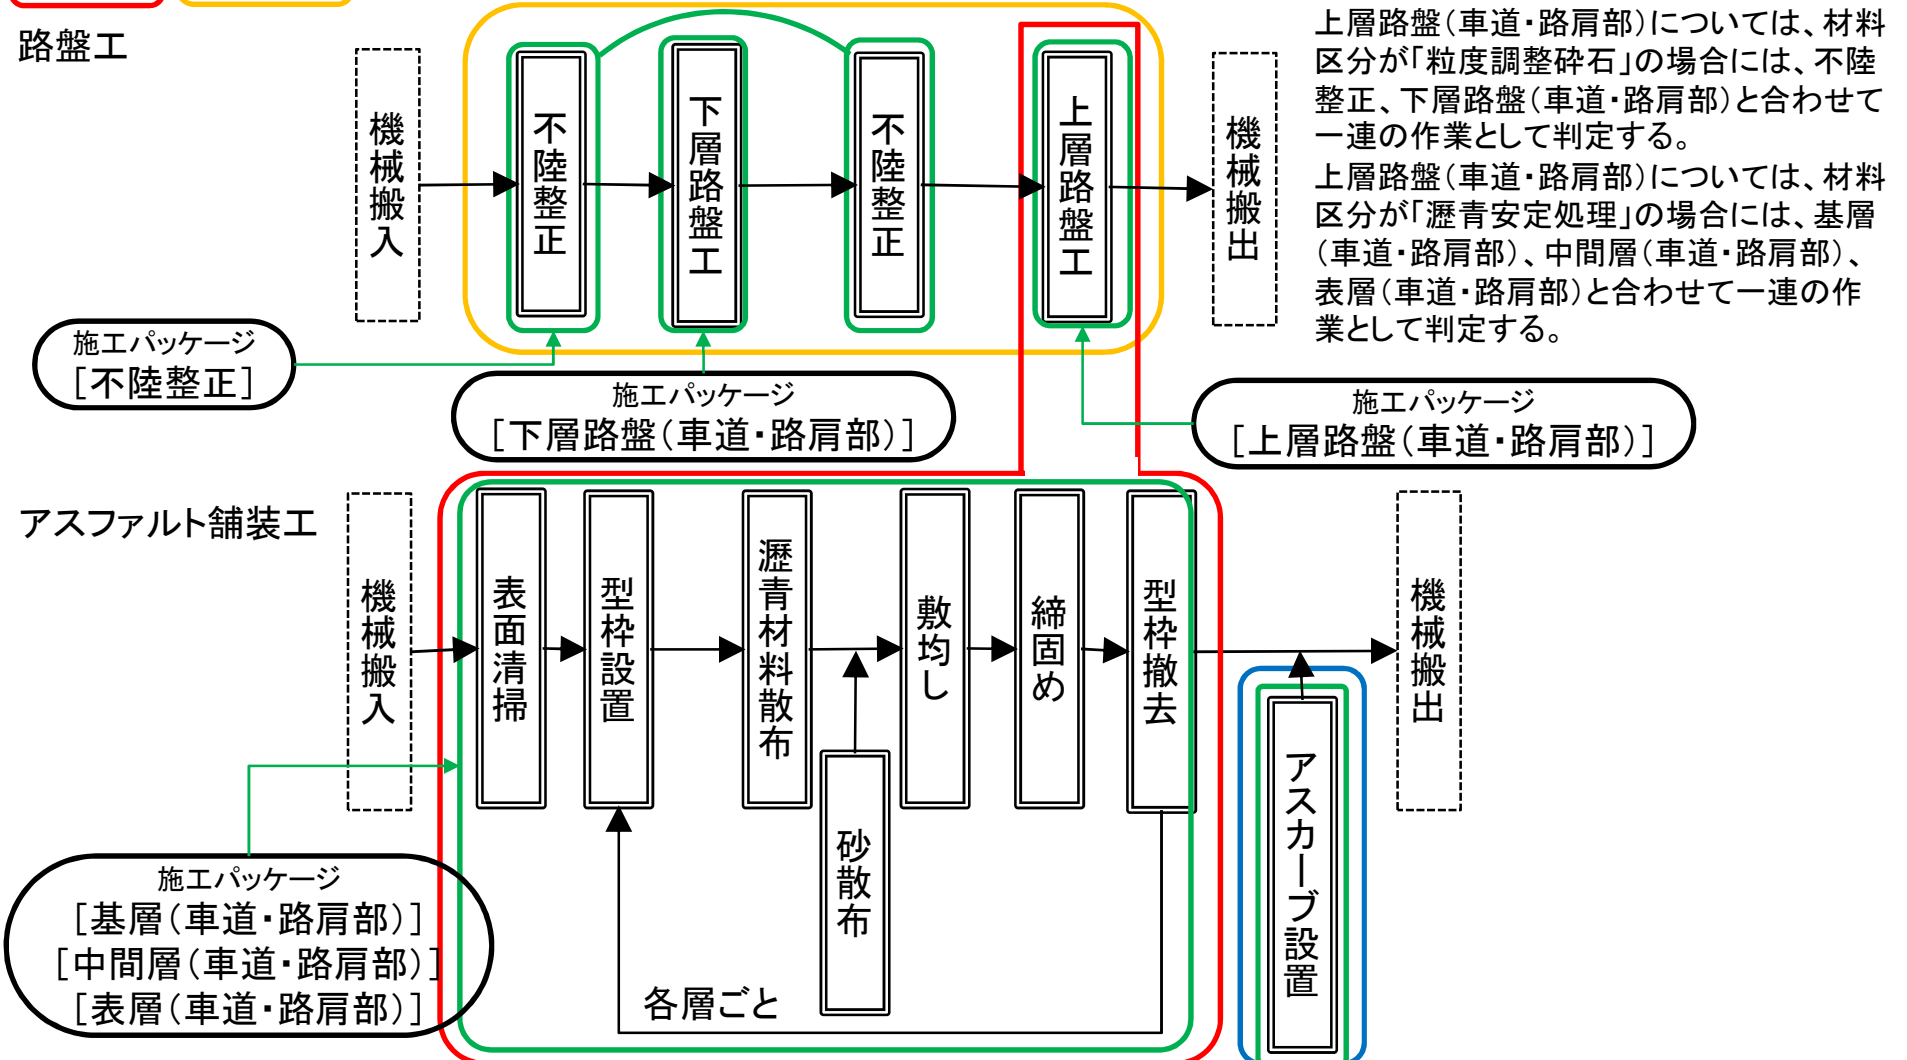 路盤工
機械搬入
不陸整正
下層路盤工
不陸整正
上層路盤工
機械搬出
上層路盤(車道・路肩部)については、材料
区分が「粒度調整砕石」の場合には、不陸
整正、下層路盤(車道・路肩部)と合わせて
一連の作業として判定する。
上層路盤(車道・路肩部)については、材料
区分が「瀝青安定処理」の場合には、基層
(車道・路肩部)、中間層(車道・路肩部)、
表層(車道・路肩部)と合わせて一連の作
業として判定する。
施工パッケージ
[不陸整正]
施工パッケージ
[下層路盤(車道・路肩部)]
施工パッケージ
[上層路盤(車道・路肩部)]
アスファルト舗装工
機械搬入
表面清掃
型枠設置
瀝青材料散布
砂散布
敷均し
締固め
型枠撤去
アスカーブ設置
機械搬出
施工パッケージ
[基層(車道・路肩部)]
[中間層(車道・路肩部)]
[表層(車道・路肩部)]
各層ごと